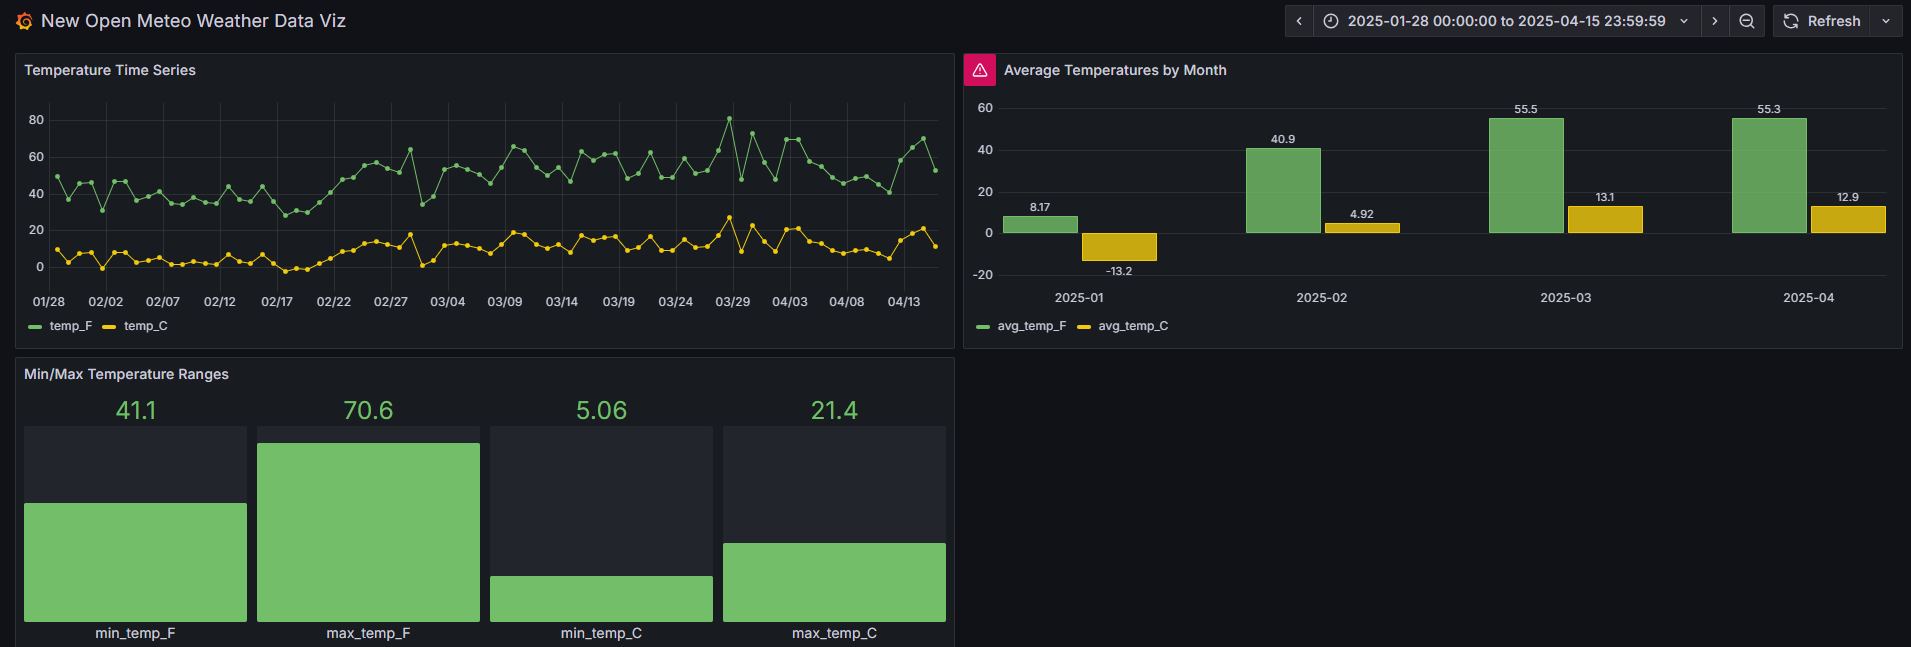 New Open Meteo Weather Data Viz
2025-01-28 00:00:00 to 2025-04-15 23:59:59
Refresh
Temperature Time Series
80
60
40
20
0
01/28 02/02 02/07 02/12 02/17 02/22 02/27 03/04 03/09 03/14 03/19 03/24 03/29 04/03 04/08 04/13
temp_F temp_C
Average Temperatures by Month
60
40
20
0
-20
8.17
-13.2
40.9
4.92
55.5
13.1
55.3
12.9
2025-01 2025-02 2025-03 2025-04
avg_temp_F avg_temp_C
Min/Max Temperature Ranges
41.1 70.6 5.06 21.4
min_temp_F max_temp_F min_temp_C max_temp_C